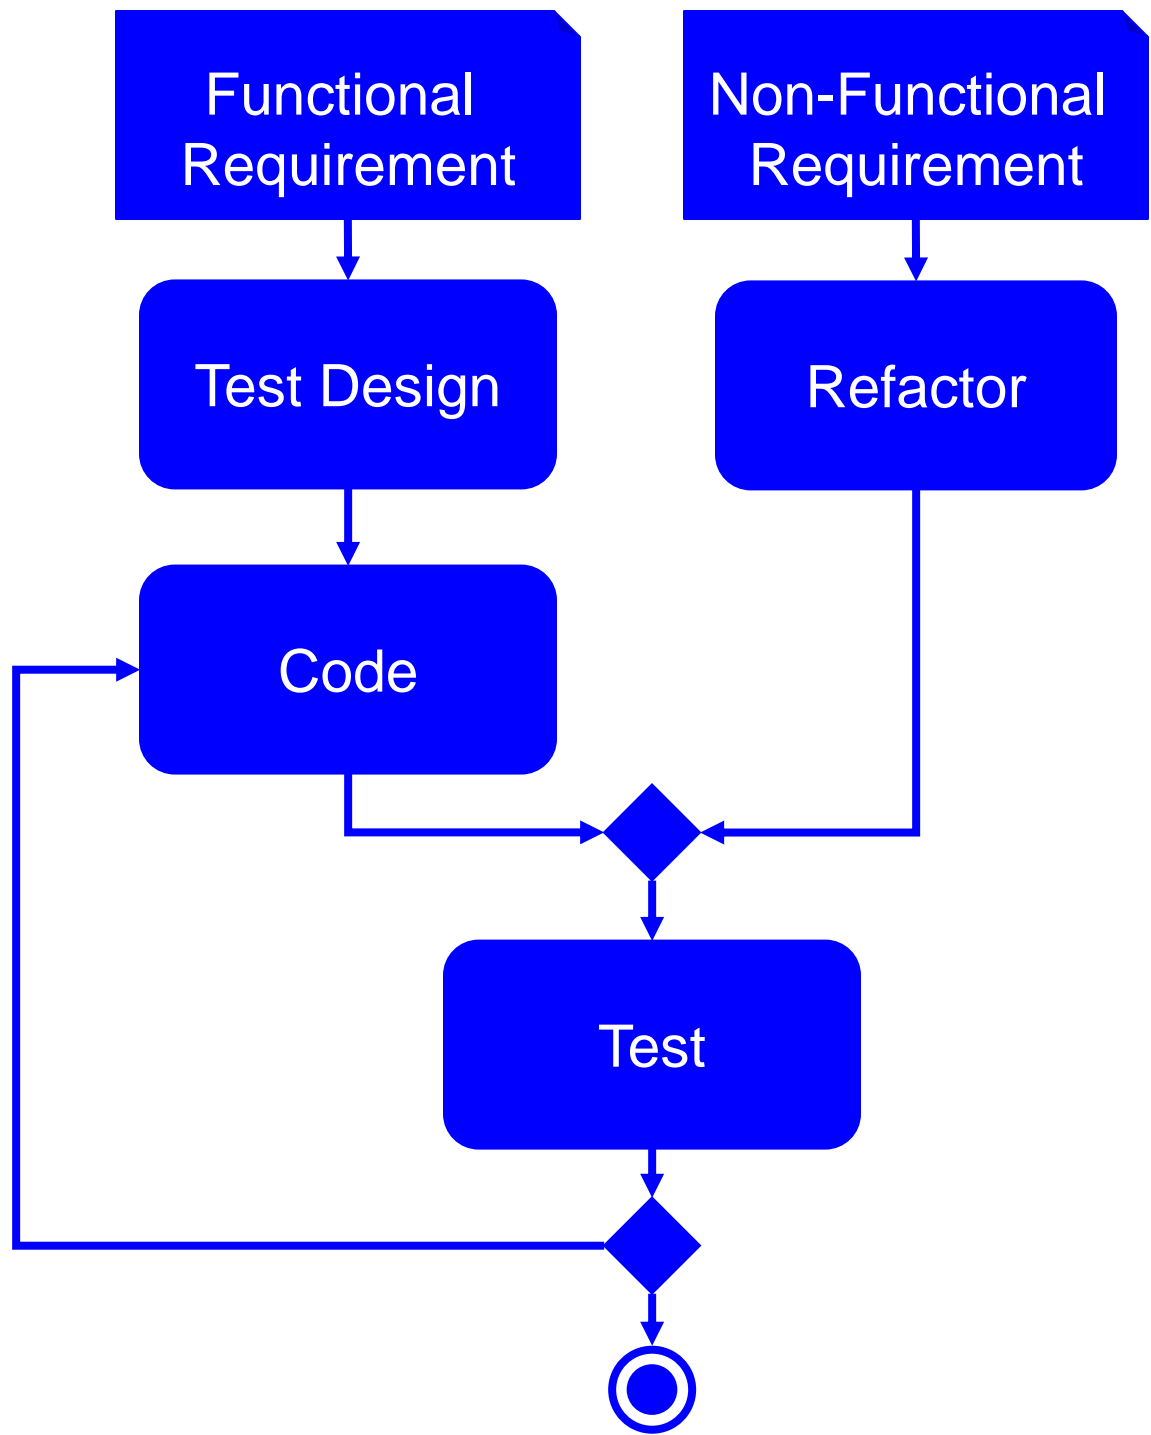 Functional
Requirement
Non-Functional
Requirement
Test Design
Refactor
Code
Test